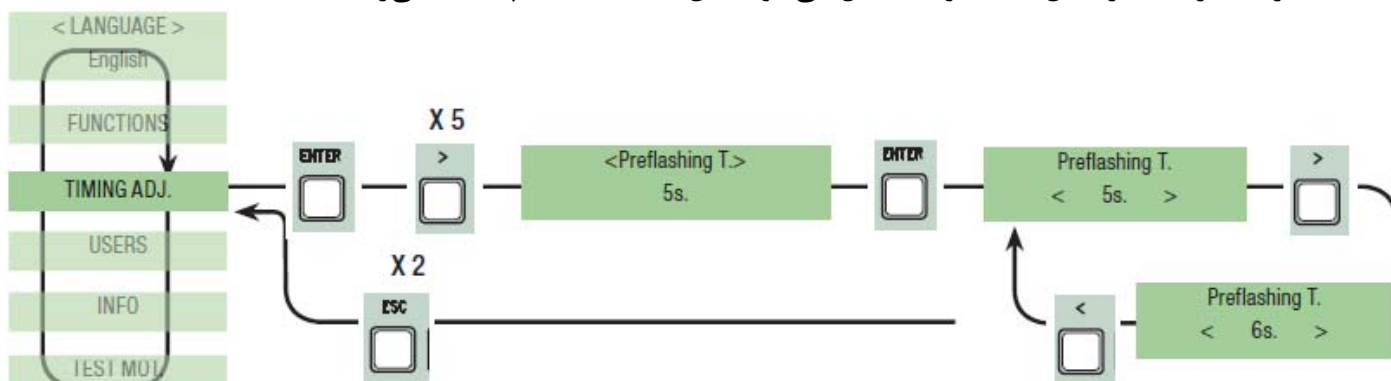 < LANGUAGE >
English
FUNCTIONS
TIMING ADJ.
USERS
INFO
TEST MOT.
ENTER
X 5
>
<Preflashing T.>
5s.
ENTER
Preflashing T.
< 5s. >
>
X 2
ESC
<
Preflashing T.
< 6s. >